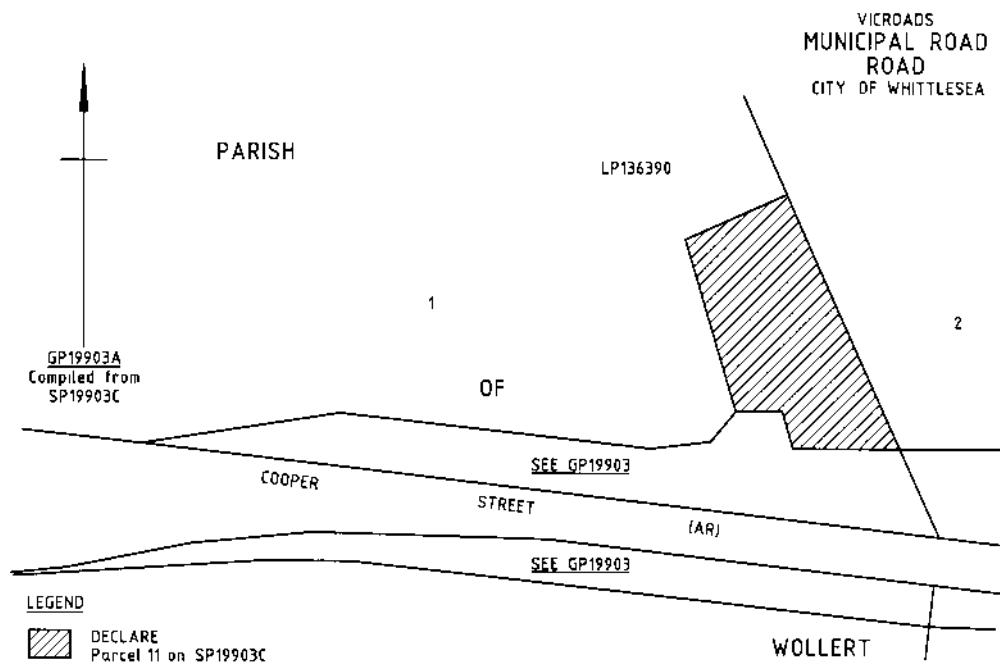 VICROADS
MUNICIPAL ROAD
ROAD
CITY OF WHITTLESEA
PARISH
LP136390
1
2
GP19903A
Compiled from
SP19903C
OF
SEE GP19903
COOPER
STREET
(AR)
SEE GP19903
LEGEND
DECLARE
Parcel 11 on SP19903C
WOLLERT